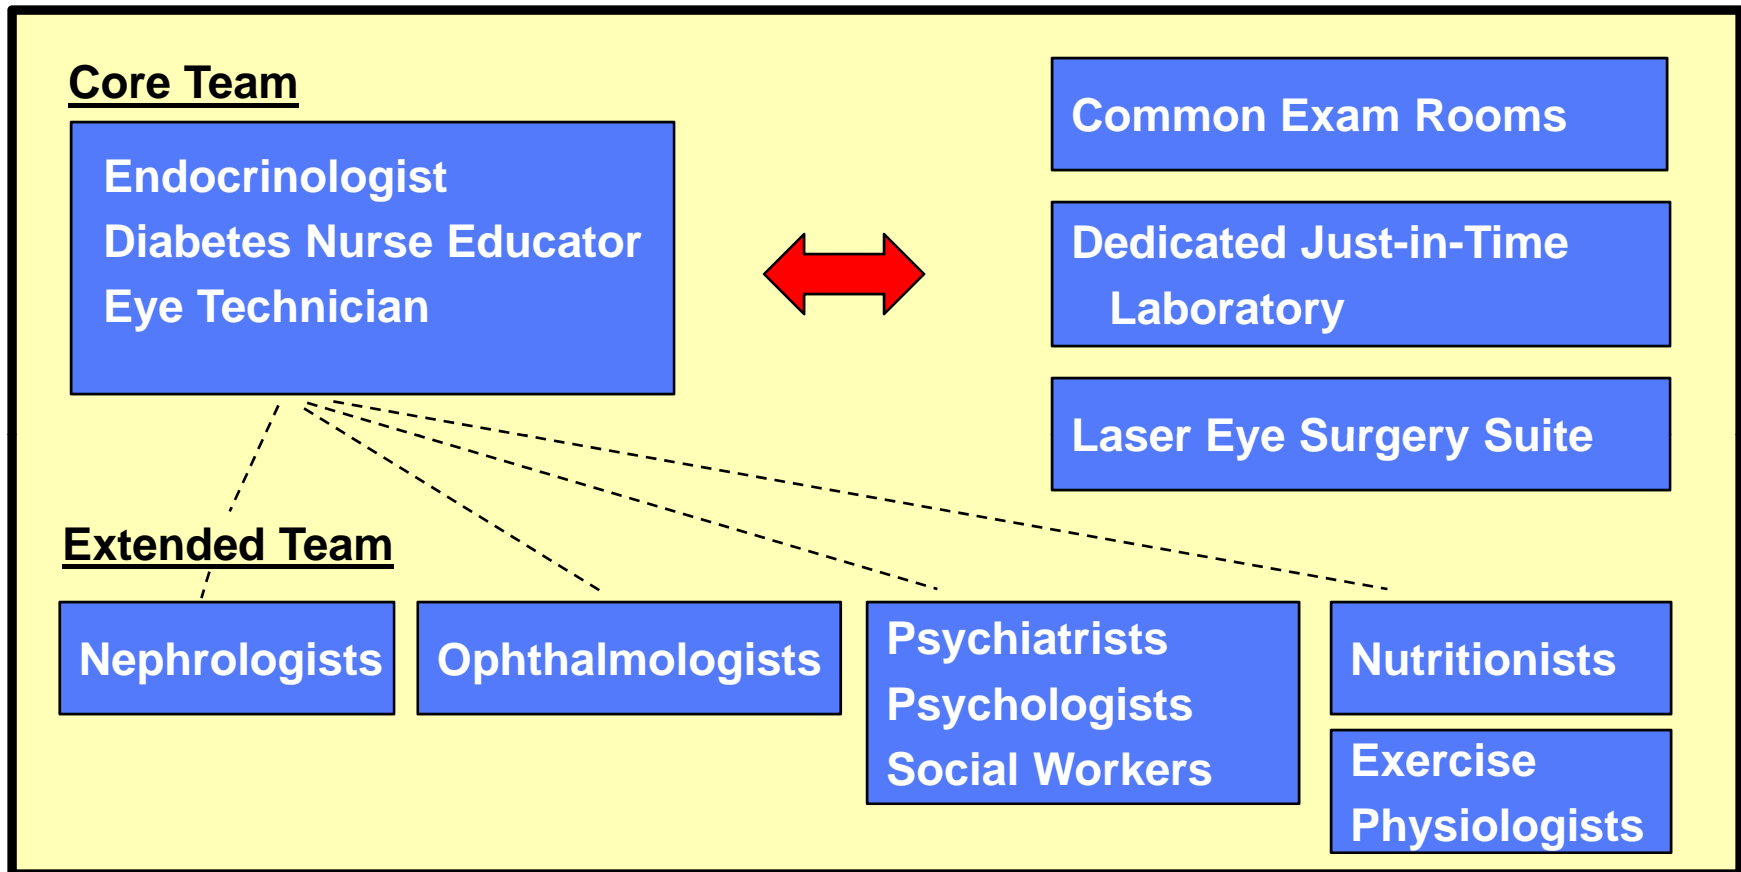 Core Team
Endocrinologist
Diabetes Nurse Educator
Eye Technician
Common Exam Rooms
Dedicated Just-in-Time
Laboratory
Laser Eye Surgery Suite
Extended Team
Nephrologists
Ophthalmologists
Psychiatrists
Psychologists
Social Workers
Nutritionists
Exercise
Physiologists